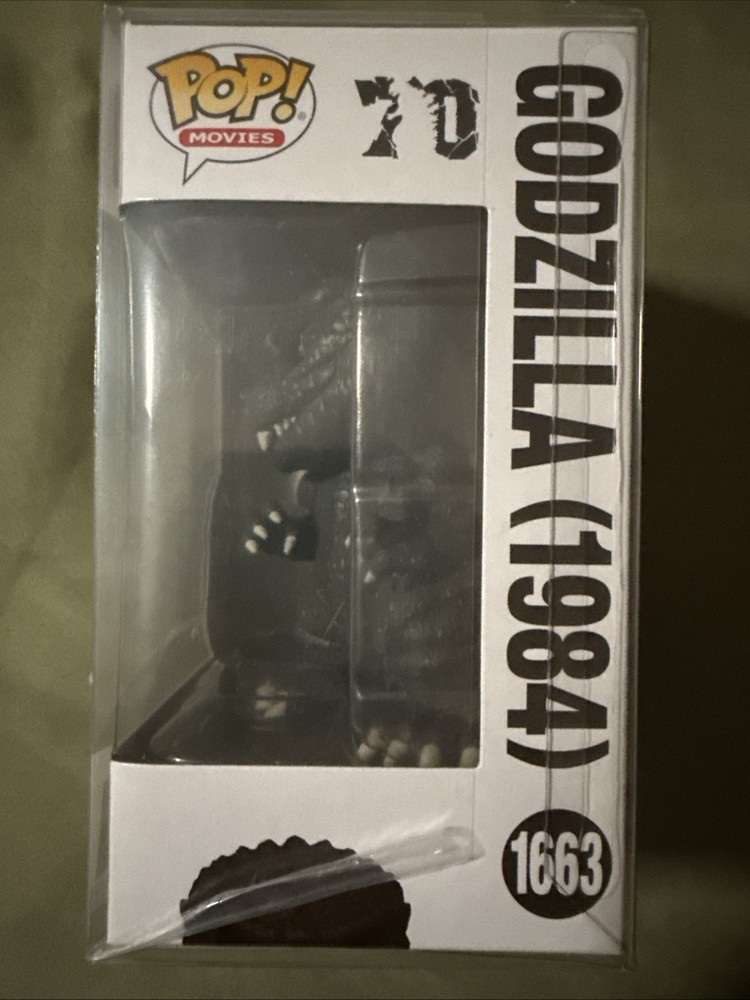 POP!
MOVIES
70
GODZILLA (1984)
1663